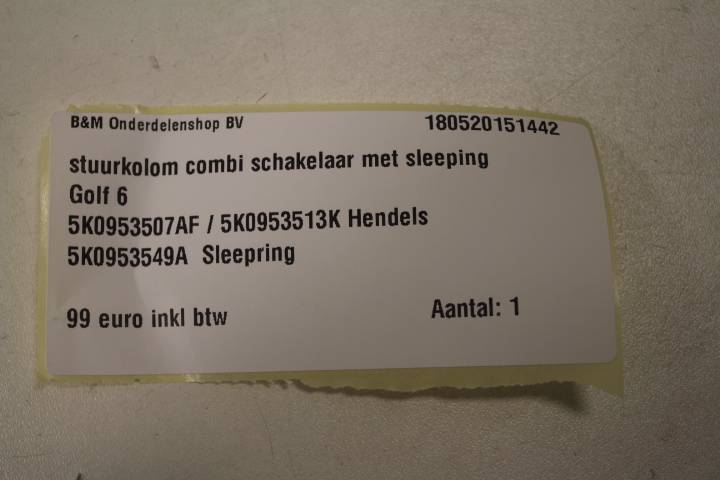 B&M Onderdelenshop BV 180520151442
stuurkolom combi schakelaar met sleeping
Golf 6
5K0953507AF / 5K0953513K Hendels
5K0953549A Sleepring
99 euro inkl btw Aantal: 1